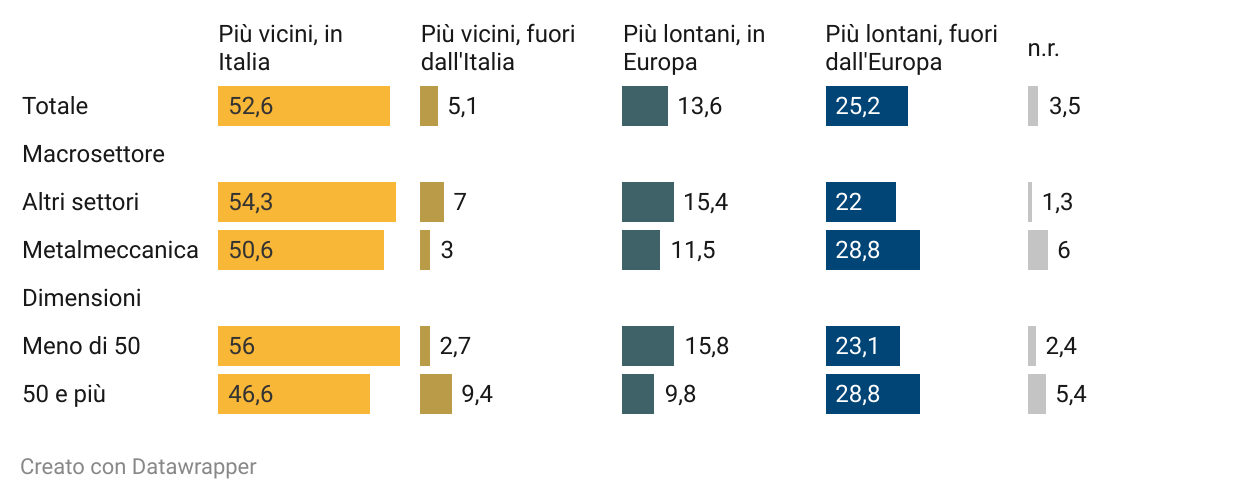 Più vicini, in Italia
Più vicini, fuori dall'Italia
Più lontani, in Europa
Più lontani, fuori dall'Europa
n.r.
Totale 52,6 5,1 13,6 25,2 3,5
Macrosettore
Altri settori 54,3 7 15,4 22 1,3
Metalmeccanica 50,6 3 11,5 28,8 6
Dimensioni
Meno di 50 56 2,7 15,8 23,1 2,4
50 e più 46,6 9,4 9,8 28,8 5,4
Creato con Datawrapper